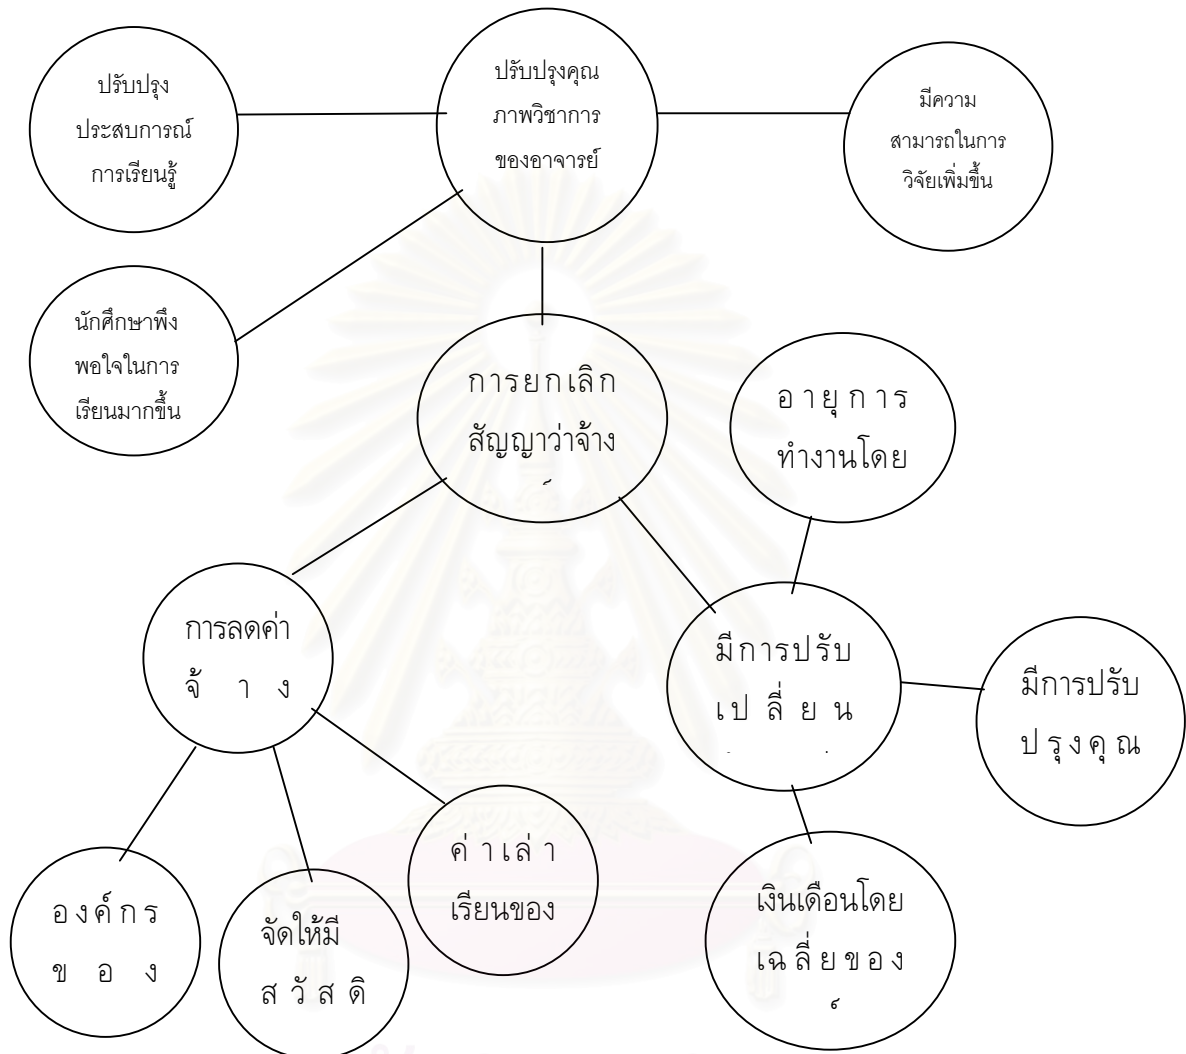 ปรับปรุง
ประสบการณ์
การเรียนรู้
ปรับปรุงคุณ
ภาพวิชาการ
ของอาจารย์
มีความ
สามารถในการ
วิจัยเพิ่มขึ้น
นักศึกษาพึง
พอใจในการ
เรียนมากขึ้น
การยกเลิก
สัญญาว่าจ้าง
อายุการ
ทำงานโดย
การลดค่า
จ้าง
มีการปรับ
เปลี่ยน
มีการปรับ
ปรุงคุณ
ค่าเล่า
เรียนของ
องค์กร
ของ
จัดให้มี
สวัสดิ
เงินเดือนโดย
เฉลี่ยของ